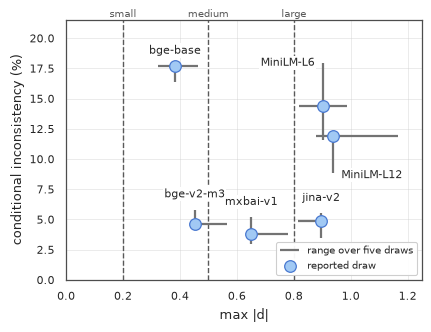 small medium large
20.0
17.5
15.0
12.5
10.0
7.5
5.0
2.5
0.0
conditional inconsistency (%)
bge-base
MiniLM-L6
MiniLM-L12
bge-v2-m3
mxbai-v1
jina-v2
range over five draws
reported draw
0.0 0.2 0.4 0.6 0.8 1.0 1.2
max |d|